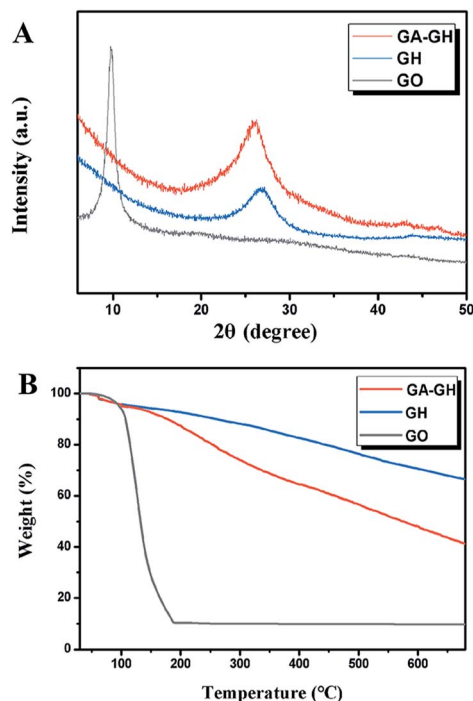 A
GA-GH
GH
GO
Intensity (a.u.)
10 20 30 40 50
2θ (degree)
B
GA-GH
GH
GO
Weight (%)
100
80
60
40
20
0
100 200 300 400 500 600
Temperature (°C)